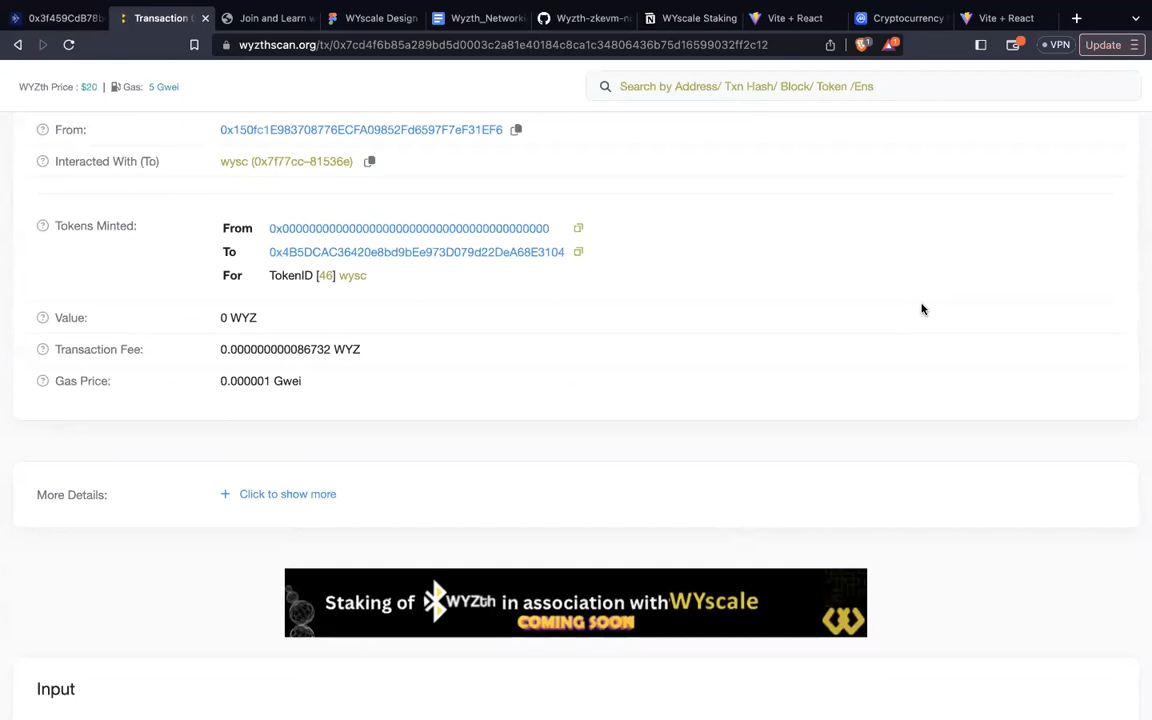 0x3f459CdB78b
Transaction (
Join and Learn w
WYscale Design
Wyzth_Network
Wyzth-zkevm-no
WYscale Staking
Vite + React
Cryptocurrency
Vite + React
wyzthscan.org/tx/0x7cd4f6b85a289bd5d0003c2a81e40184c8ca1c34806436b75d16599032ff2c12
1
VPN
Update
WYZth Price : $20 | Gas: 5 Gwei
Search by Address/ Txn Hash/ Block/ Token /Ens
From: 0x150fc1E983708776ECFA09852Fd6597F7eF31EF6
Interacted With (To) wysc (0x7f77cc–81536e)
Tokens Minted: From 0x0000000000000000000000000000000000000000
To 0x4B5DCAC36420e8bd9bEe973D079d22DeA68E3104
For TokenID [46] wysc
Value: 0 WYZ
Transaction Fee: 0.000000000086732 WYZ
Gas Price: 0.000001 Gwei
More Details: + Click to show more
Staking of WYZth in association with WYscale
COMING SOON
Input